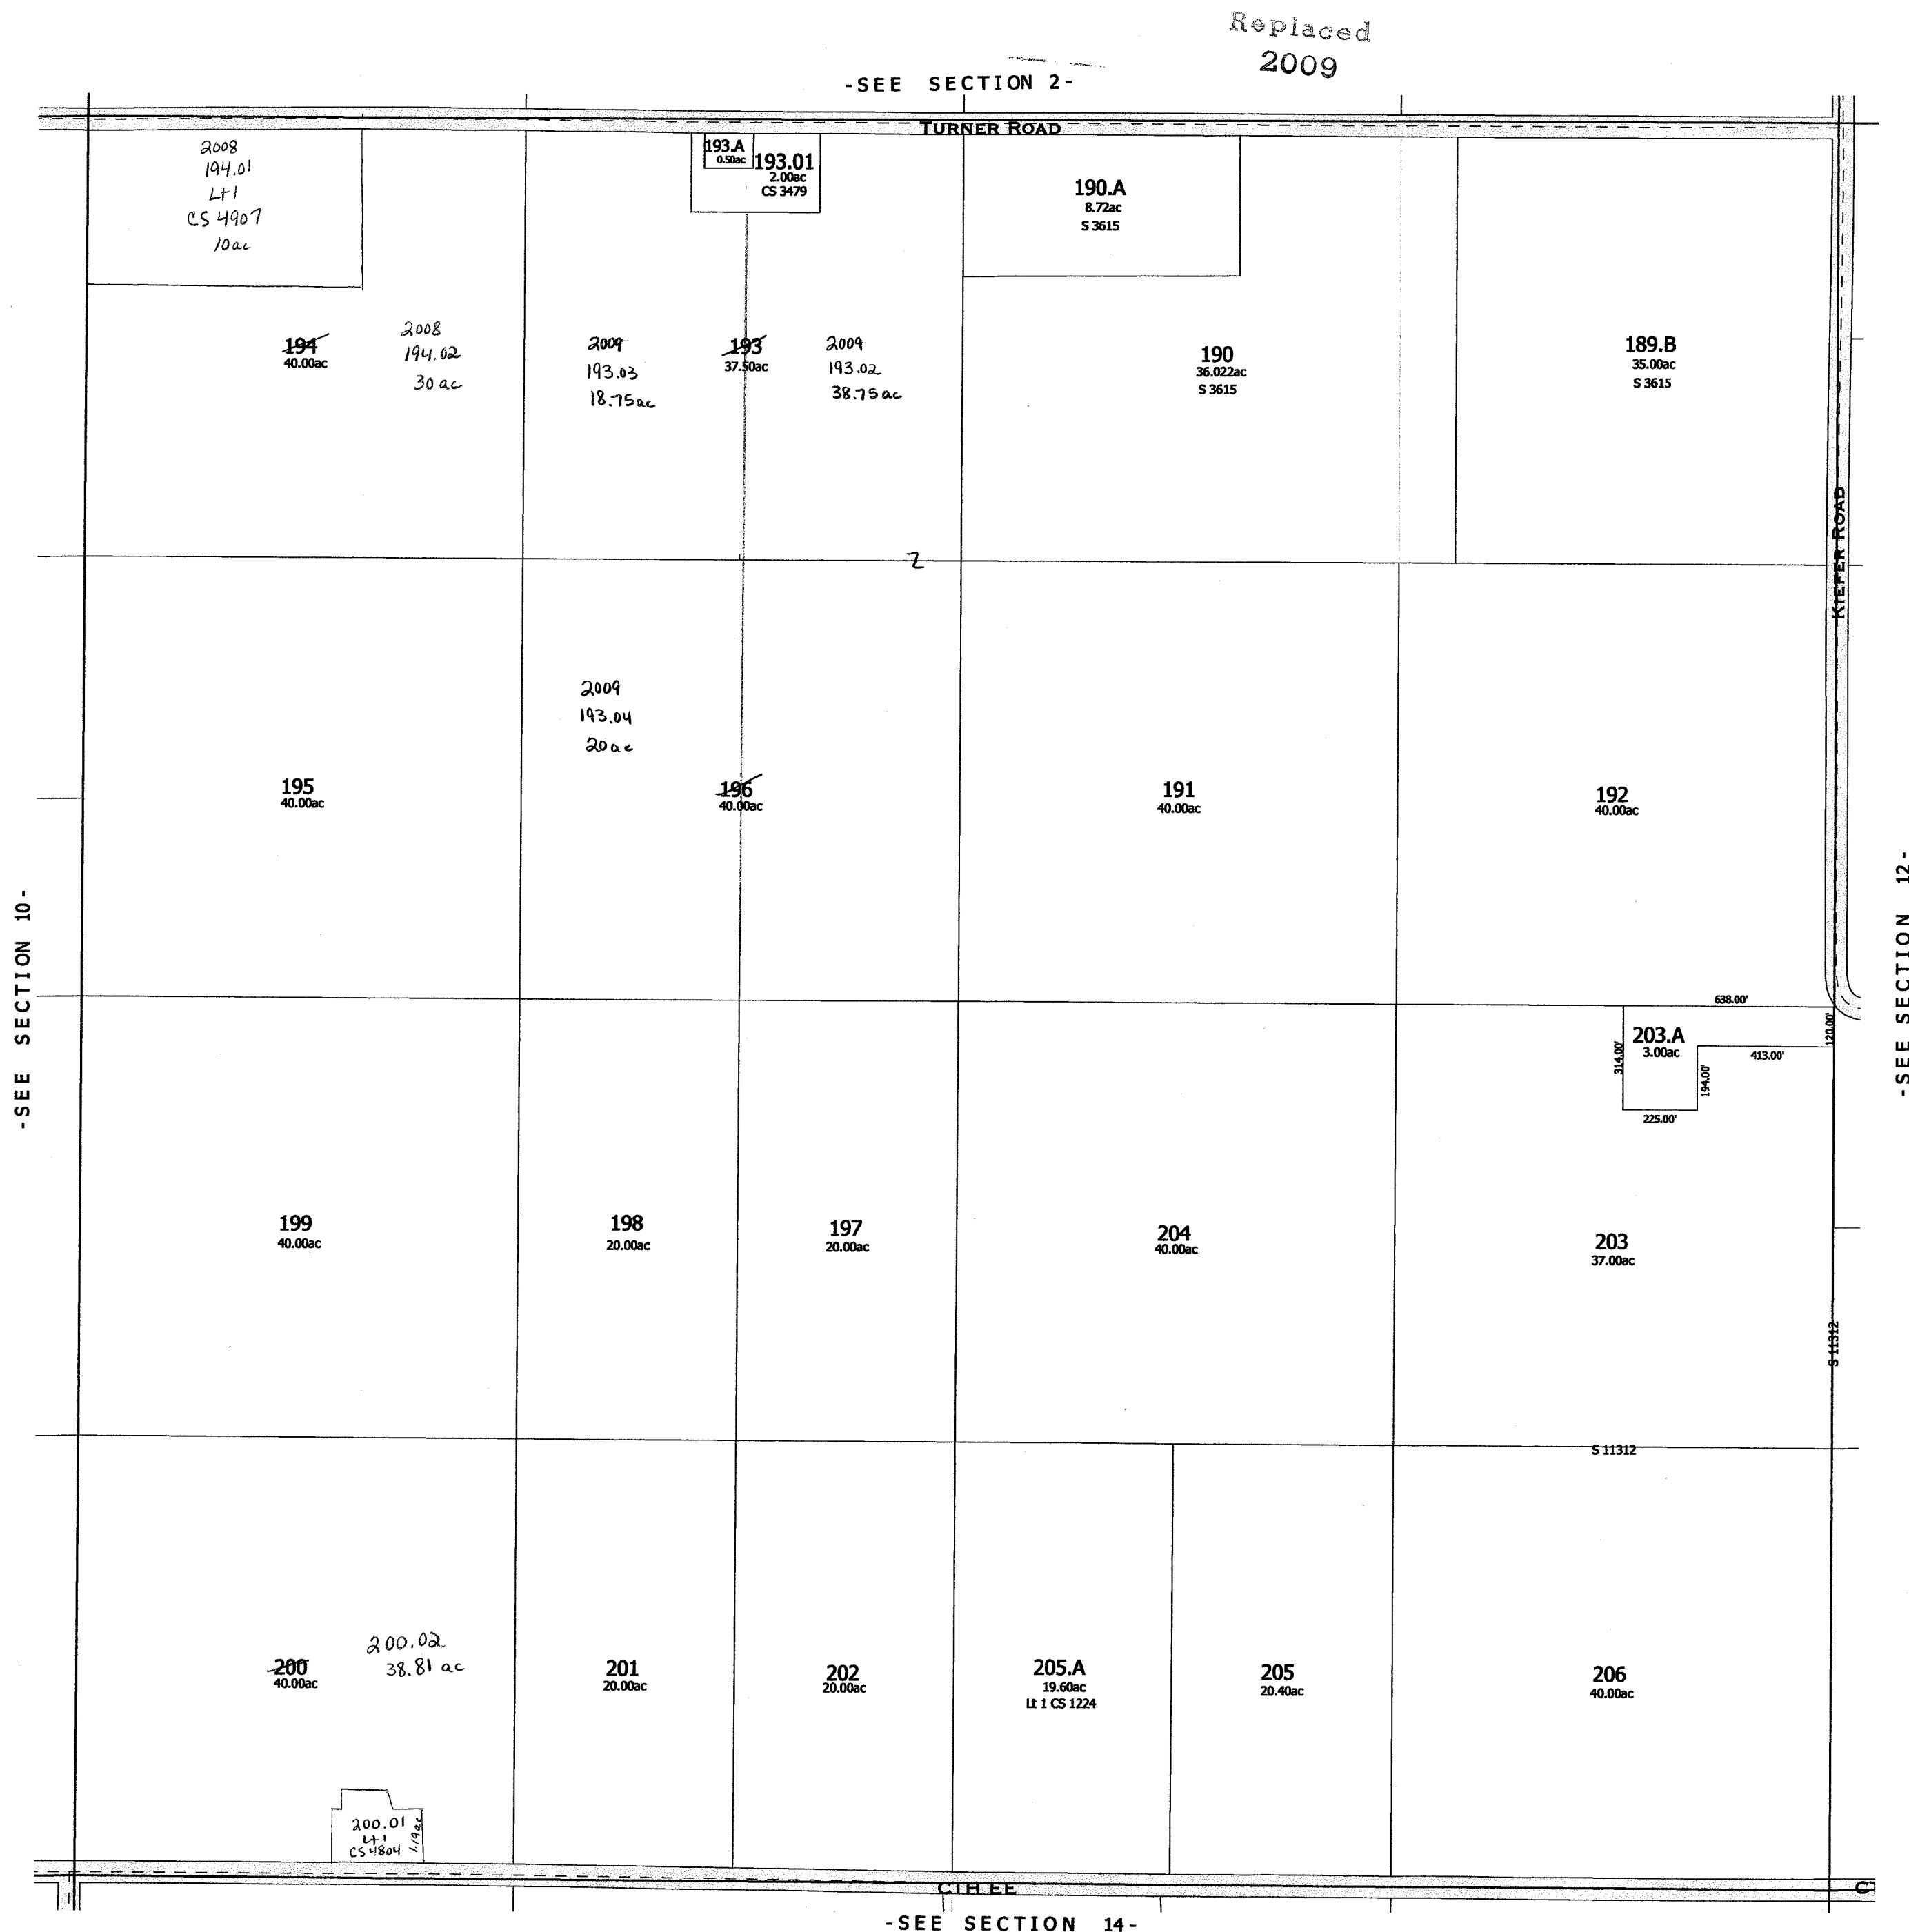 Replaced
2009
-SEE SECTION 2-
TURNER ROAD
2008
194.01
Lt 1
CS 4907
10 ac
193.A
0.50ac
193.01
2.00ac
CS 3479
190.A
8.72ac
S 3615
194
40.00ac
2008
194.02
30 ac
2009
193.03
18.75ac
193
37.50ac
2009
193.02
38.75ac
190
36.022ac
S 3615
189.B
35.00ac
S 3615
KIEFER ROAD
Z
2009
193.04
20ac
195
40.00ac
196
40.00ac
191
40.00ac
192
40.00ac
-SEE SECTION 10-
-SEE SECTION 12-
638.00'
120.00'
203.A
3.00ac
314.00'
413.00'
194.00'
225.00'
199
40.00ac
198
20.00ac
197
20.00ac
204
40.00ac
203
37.00ac
S 11312
S 11312
200
40.00ac
200.02
38.81 ac
201
20.00ac
202
20.00ac
205.A
19.60ac
Lt 1 CS 1224
205
20.40ac
206
40.00ac
200.01
Lt 1
CS 4804
1.19ac
CTH EE
C
-SEE SECTION 14-